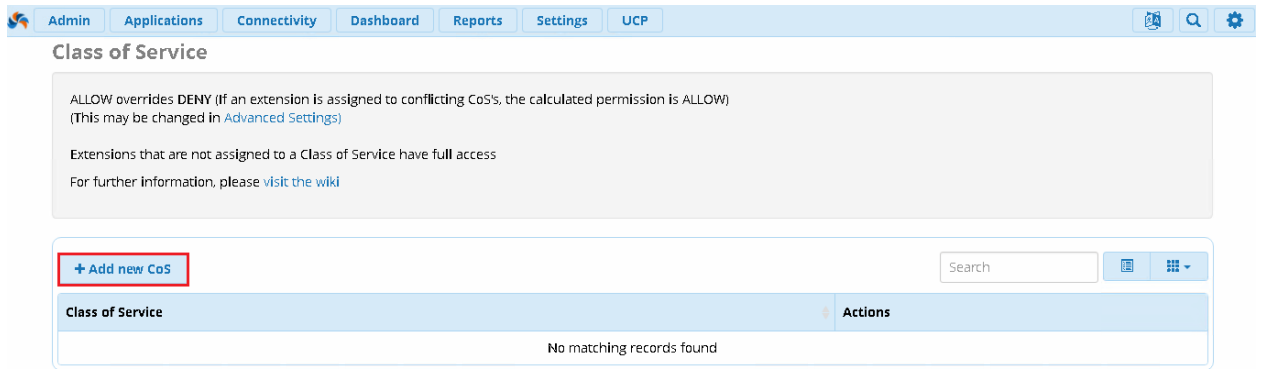 Admin Applications Connectivity Dashboard Reports Settings UCP
Class of Service
ALLOW overrides DENY (If an extension is assigned to conflicting CoS's, the calculated permission is ALLOW)
(This may be changed in Advanced Settings)
Extensions that are not assigned to a Class of Service have full access
For further information, please visit the wiki
+ Add new CoS Search
Class of Service Actions
No matching records found